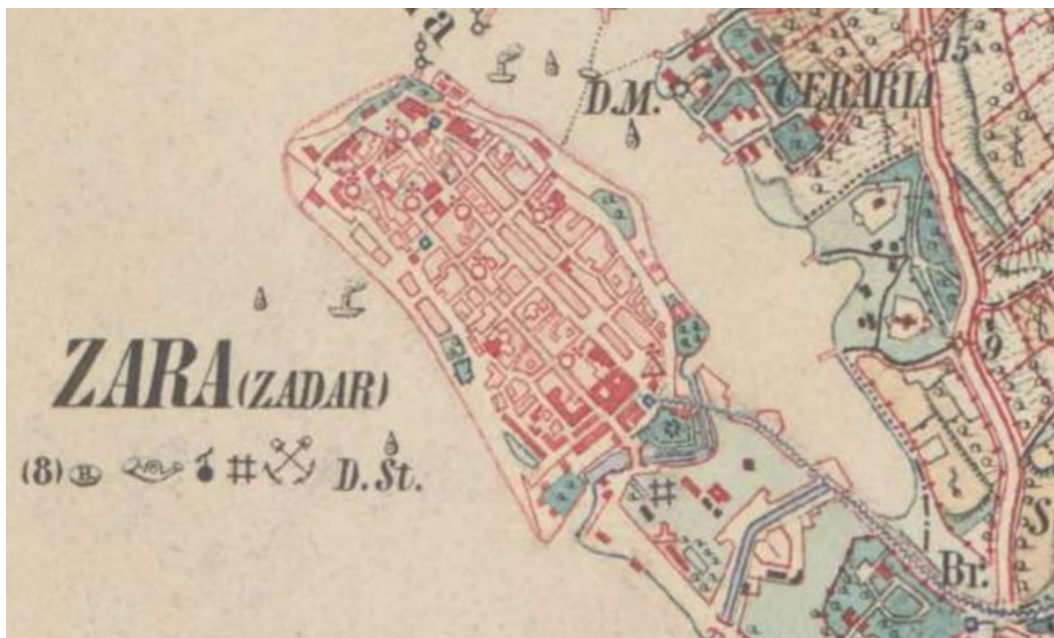 a
15
D.M.
CERARIA
9
ZARA (ZADAR)
(8) B. D. St.
S
Br.